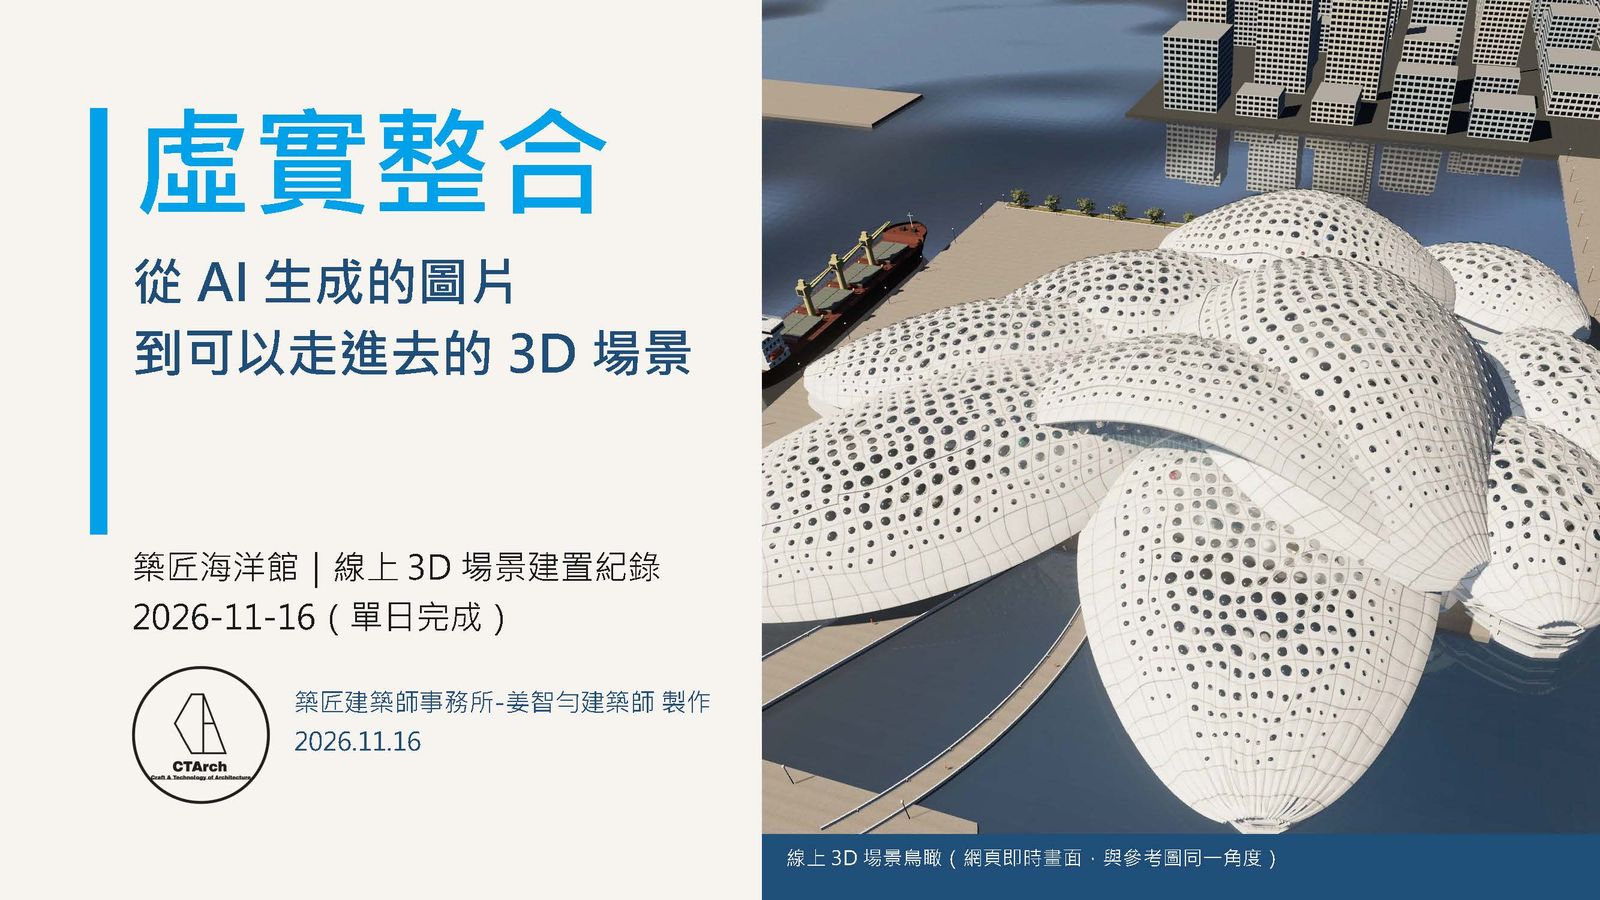 虛實整合
從 AI 生成的圖片
到可以走進去的 3D 場景
築匠海洋館｜線上 3D 場景建置紀錄
2026-11-16（單日完成）
築匠建築師事務所-姜智勻建築師 製作
2026.11.16
CTArch
Craft & Technology of Architecture
線上 3D 場景鳥瞰（網頁即時畫面，與參考圖同一角度）